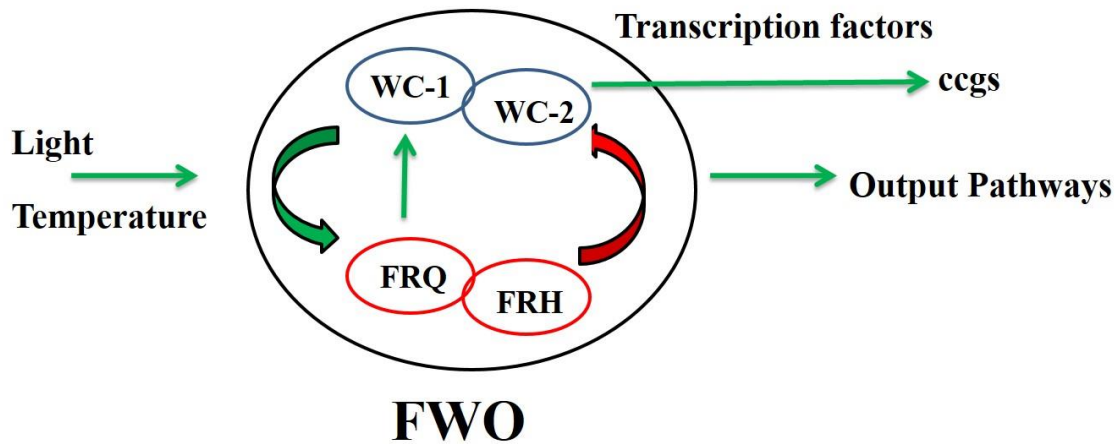 Transcription factors
WC-1
WC-2
ccgs
Light
Temperature
Output Pathways
FRQ
FRH
FWO